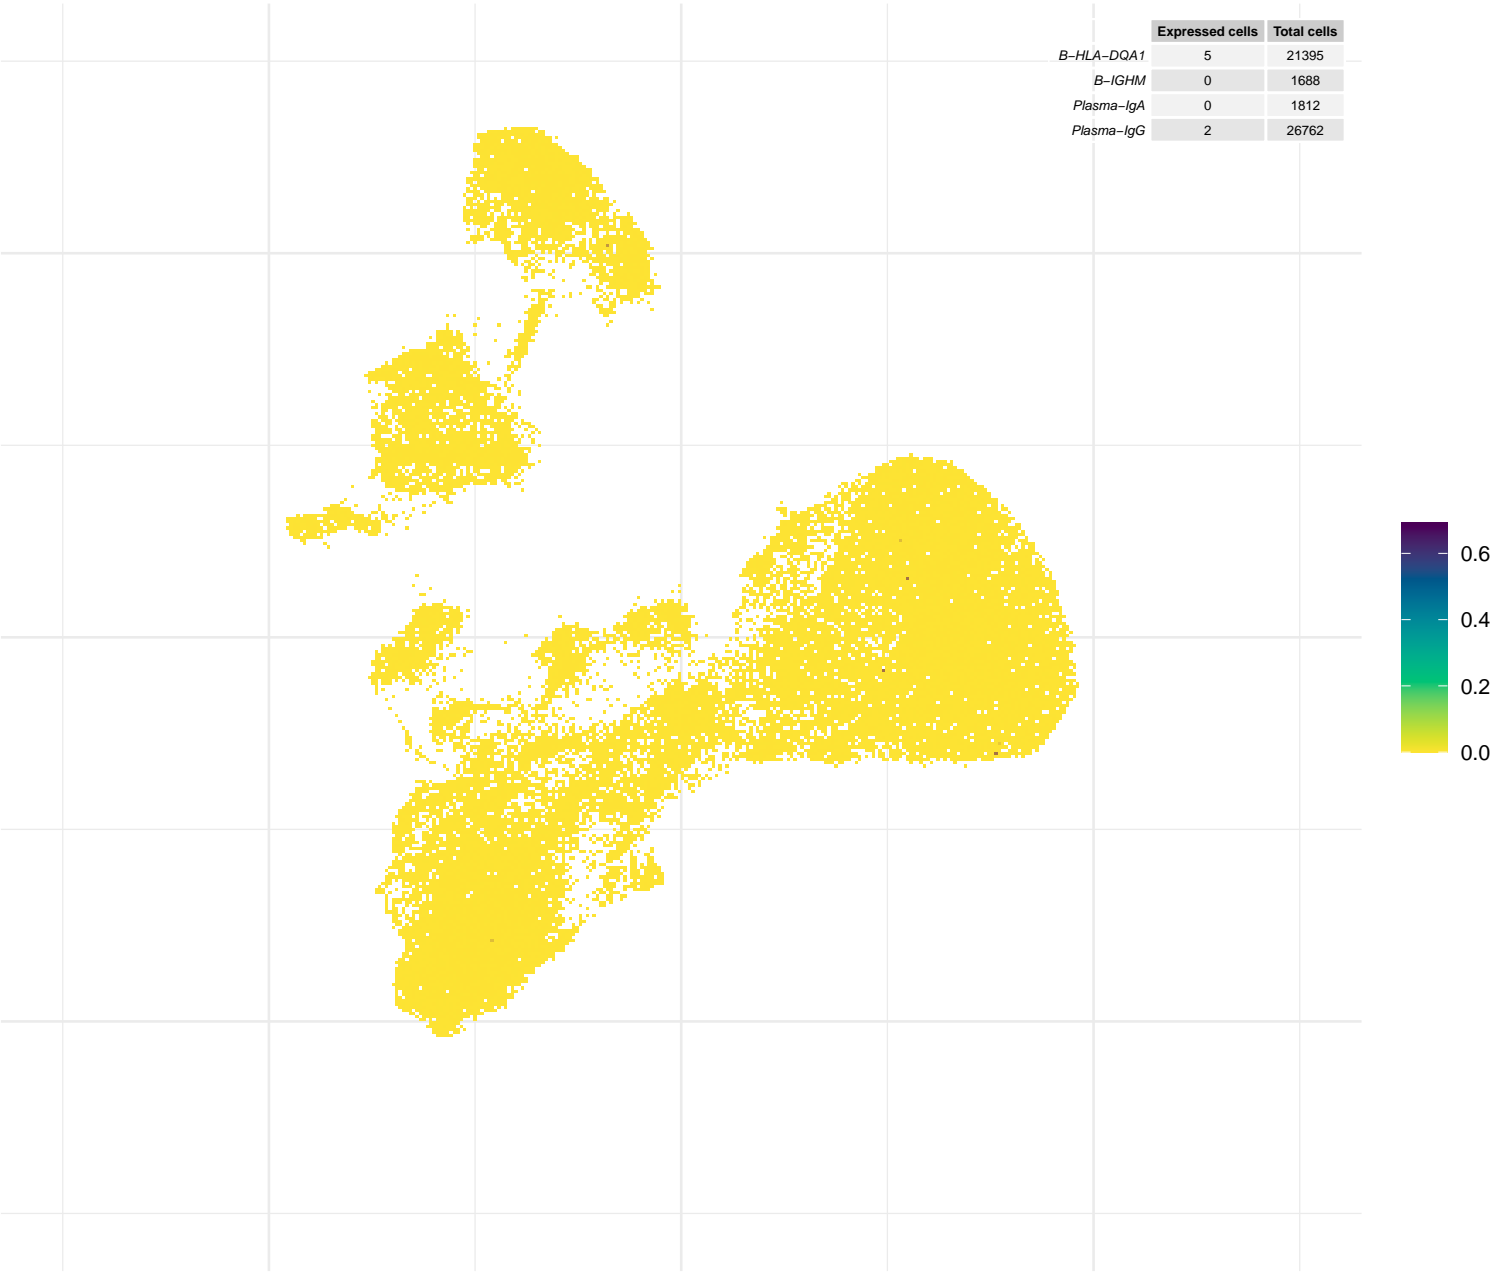 Expressed cells Total cells
B−HLA−DQA1 5 21395
B−IGHM 0 1688
Plasma−IgA 0 1812
Plasma−IgG 2 26762
0.6
0.4
0.2
0.0